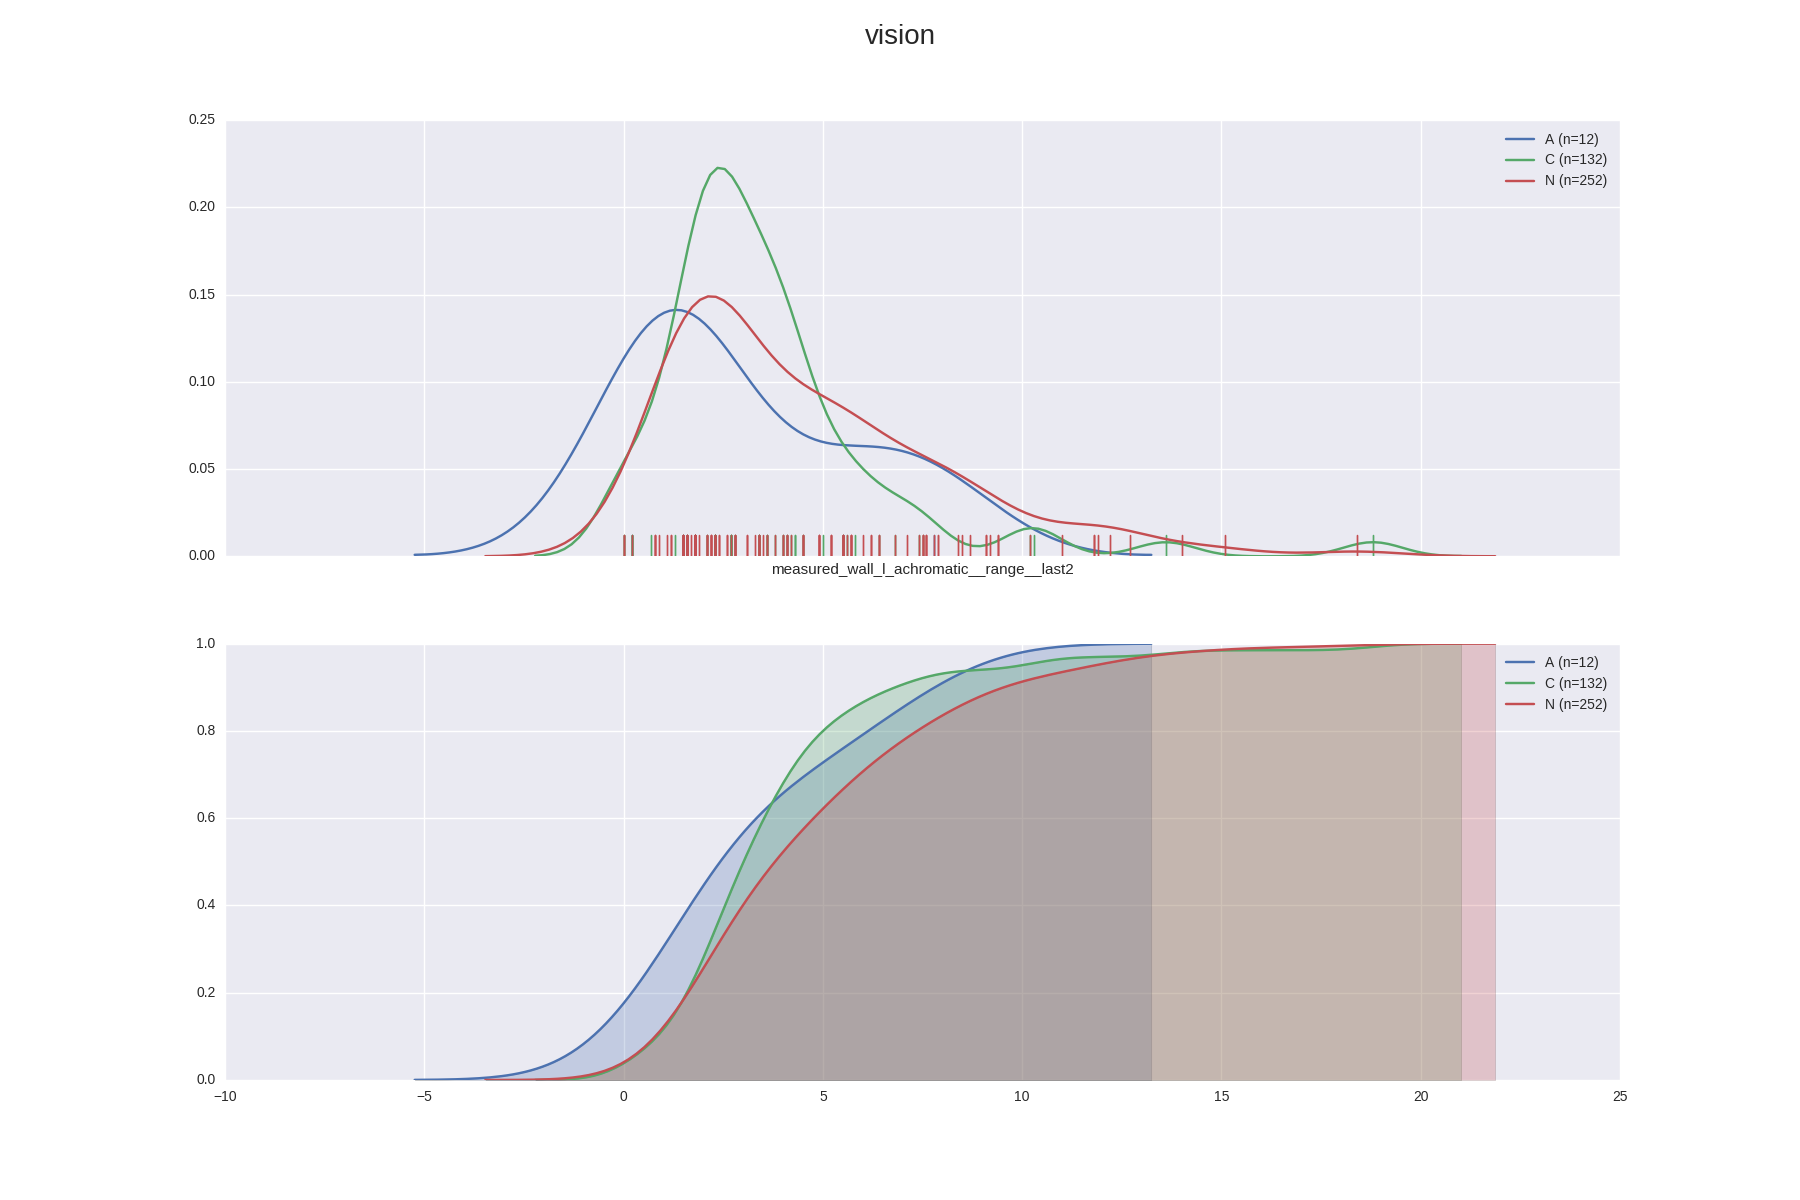 vision
0.25
0.20
0.15
0.10
0.05
0.00
A (n=12)
C (n=132)
N (n=252)
measured_wall_l_achromatic__range__last2
1.0
0.8
0.6
0.4
0.2
0.0
A (n=12)
C (n=132)
N (n=252)
−10 −5 0 5 10 15 20 25